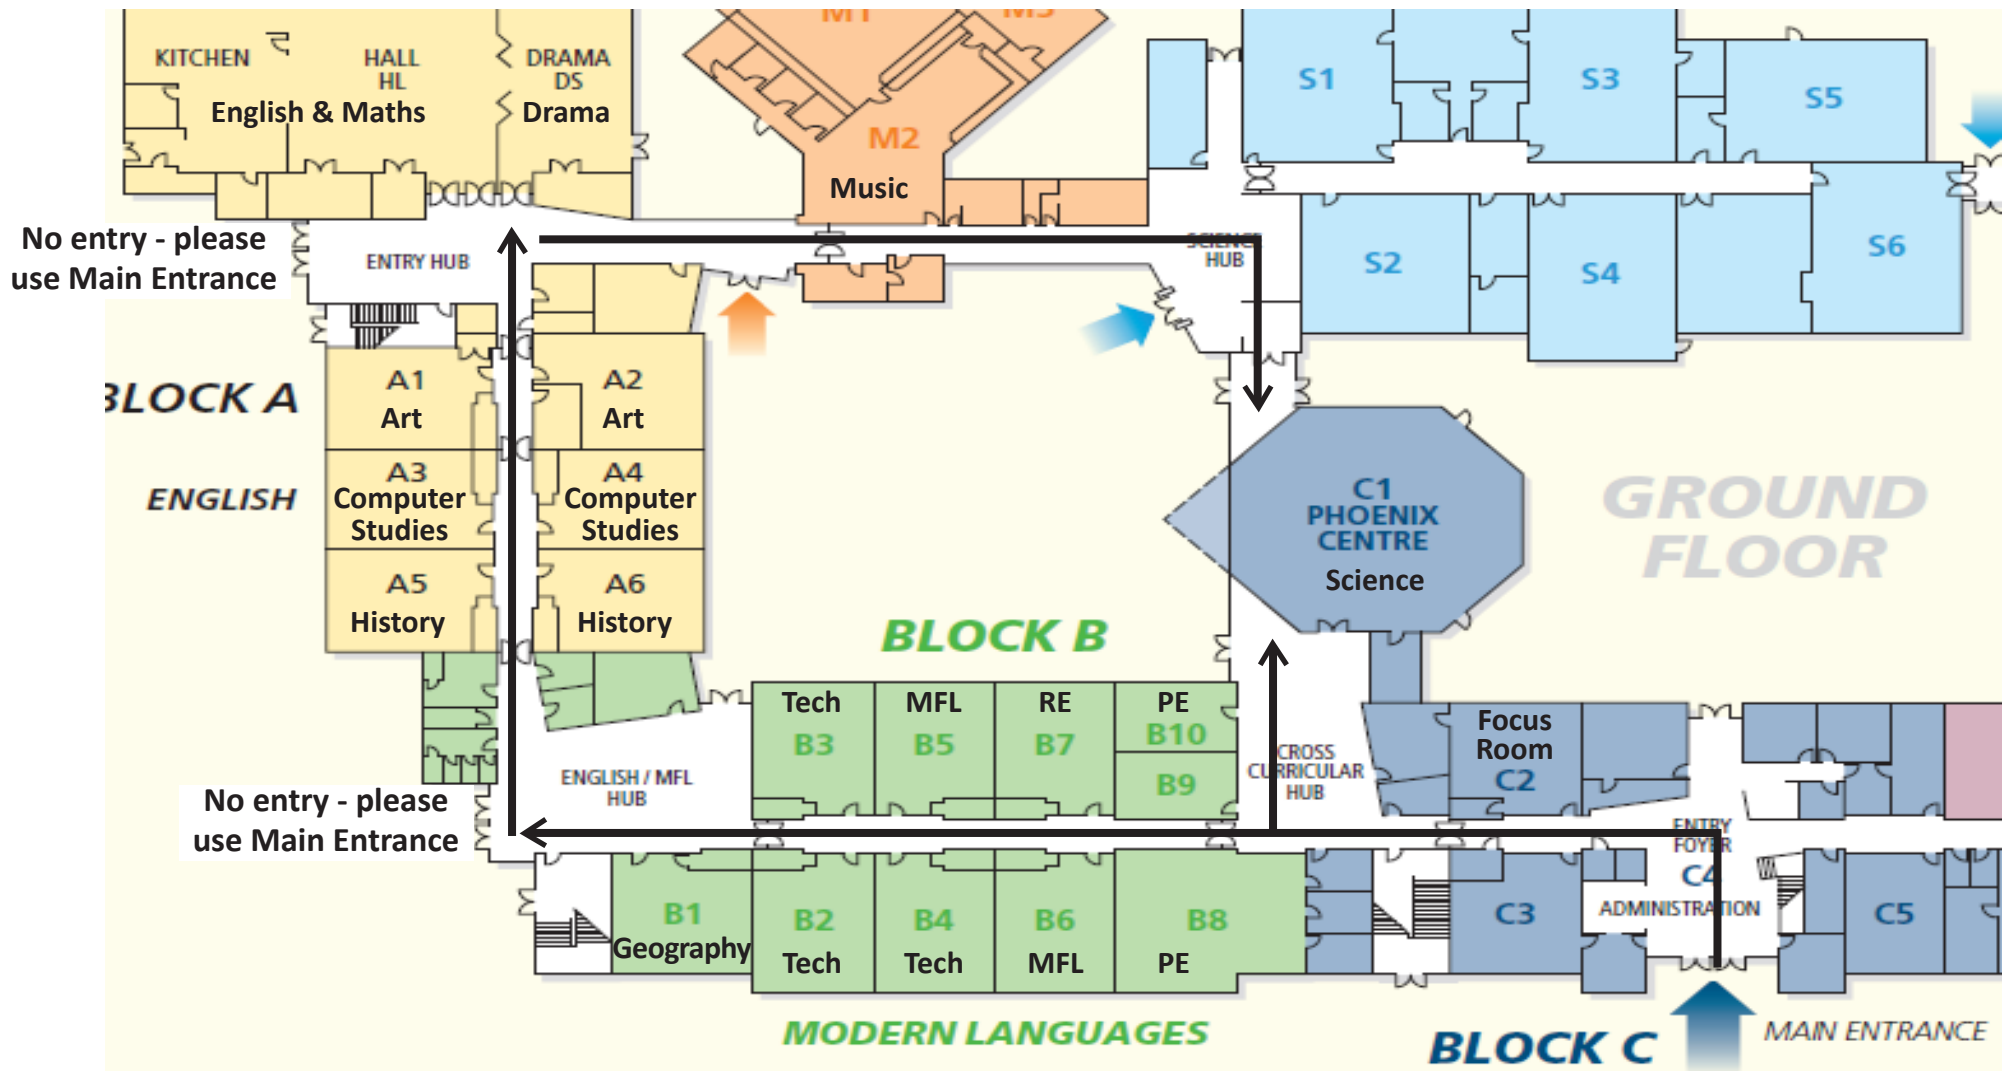 M1
M3
KITCHEN
HALL
HL
DRAMA
DS
English & Maths
Drama
M2
Music
S1
S3
S5
S2
S4
S6
No entry - please
use Main Entrance
ENTRY HUB
SCIENCE
HUB
BLOCK A
ENGLISH
A1
Art
A2
Art
A3
Computer
Studies
A4
Computer
Studies
A5
History
A6
History
C1
PHOENIX
CENTRE
Science
GROUND
FLOOR
BLOCK B
Tech
B3
MFL
B5
RE
B7
PE
B10
B9
ENGLISH / MFL
HUB
CROSS
CURRICULAR
HUB
Focus
Room
C2
No entry - please
use Main Entrance
ENTRY
FOYER
C4
ADMINISTRATION
B1
Geography
B2
Tech
B4
Tech
B6
MFL
B8
PE
C3
C5
MODERN LANGUAGES
BLOCK C
MAIN ENTRANCE